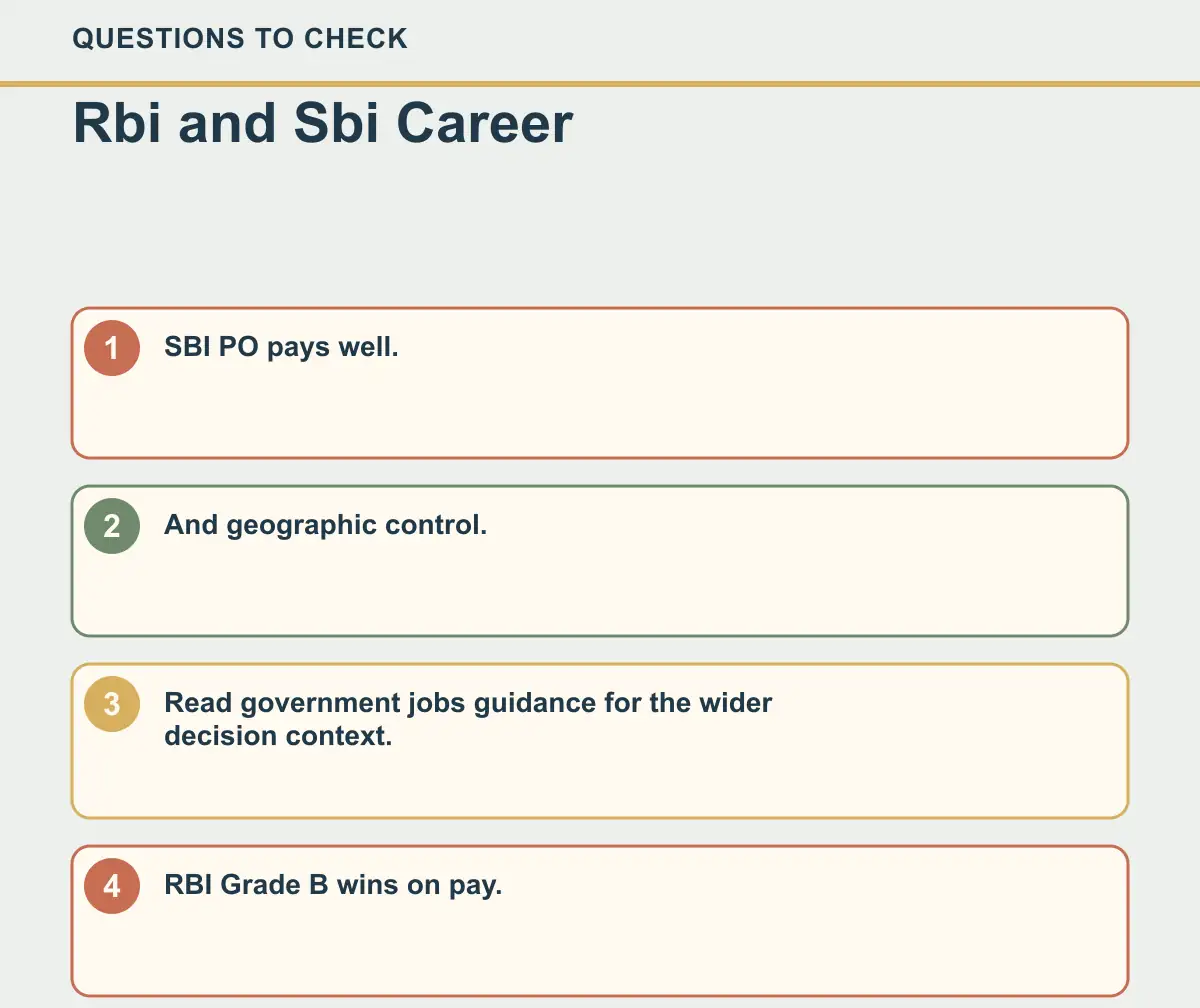 QUESTIONS TO CHECK
Rbi and Sbi Career
1
SBI PO pays well.
2
And geographic control.
3
Read government jobs guidance for the wider
decision context.
4
RBI Grade B wins on pay.